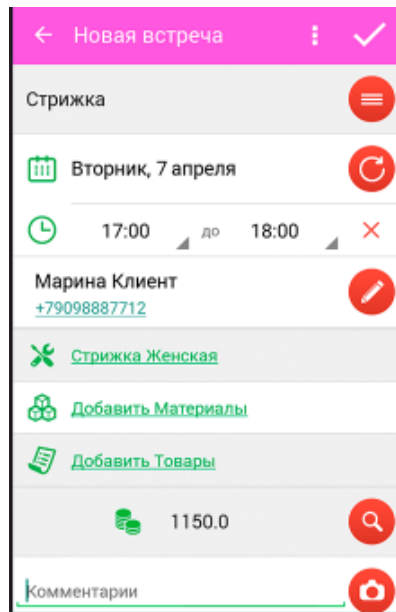 Новая встреча
Стрижка
Вторник, 7 апреля
17:00 до 18:00
Марина Клиент
+79098887712
Стрижка Женская
Добавить Материалы
Добавить Товары
1150.0
Комментарии